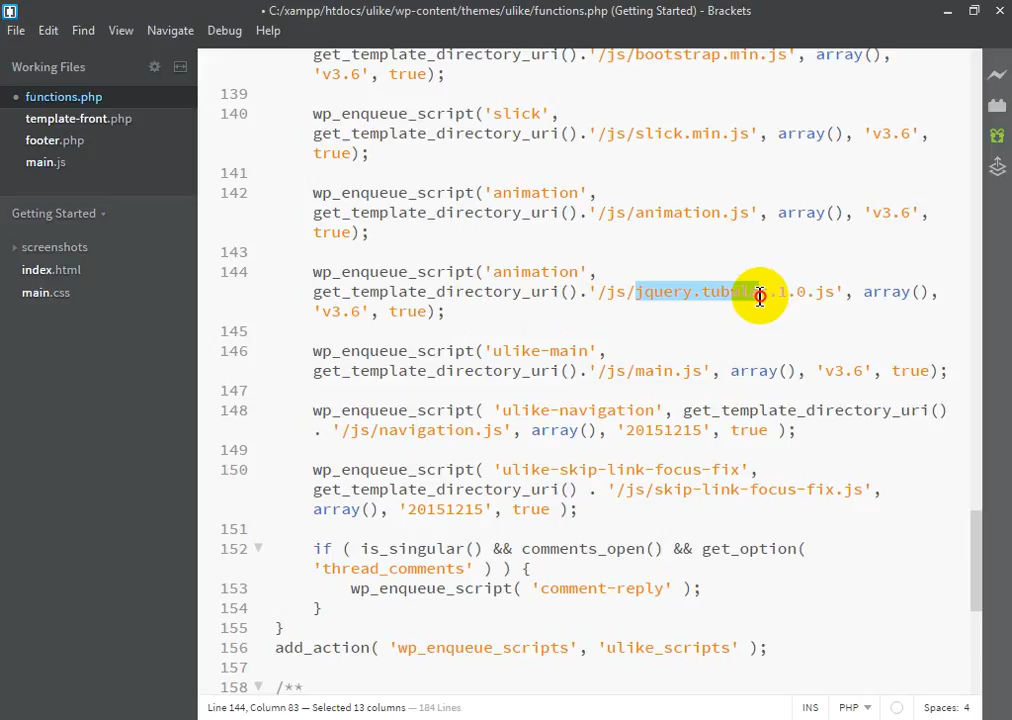 • C:/xampp/htdocs/ulike/wp-content/themes/ulike/functions.php (Getting Started) - Brackets
File Edit Find View Navigate Debug Help
Working Files
• functions.php
template-front.php
footer.php
main.js
Getting Started
screenshots
index.html
main.css
get_template_directory_uri().'/js/bootstrap.min.js', array(),
'v3.6', true);
139
140 wp_enqueue_script('slick',
get_template_directory_uri().'/js/slick.min.js', array(), 'v3.6',
true);
141
142 wp_enqueue_script('animation',
get_template_directory_uri().'/js/animation.js', array(), 'v3.6',
true);
143
144 wp_enqueue_script('animation',
get_template_directory_uri().'/js/jquery.tub .1.0.js', array(),
'v3.6', true);
145
146 wp_enqueue_script('ulike-main',
get_template_directory_uri().'/js/main.js', array(), 'v3.6', true);
147
148 wp_enqueue_script( 'ulike-navigation', get_template_directory_uri()
. '/js/navigation.js', array(), '20151215', true );
149
150 wp_enqueue_script( 'ulike-skip-link-focus-fix',
get_template_directory_uri() . '/js/skip-link-focus-fix.js',
array(), '20151215', true );
151
152 if ( is_singular() && comments_open() && get_option(
'thread_comments' ) ) {
153 wp_enqueue_script( 'comment-reply' );
154 }
155 }
156 add_action( 'wp_enqueue_scripts', 'ulike_scripts' );
157
158 /**
Line 144, Column 83 — Selected 13 columns — 184 Lines
INS PHP Spaces: 4